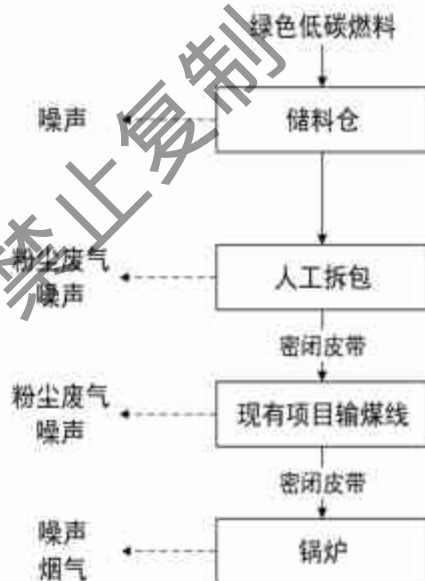 绿色低碳燃料
噪声
储料仓
粉尘废气
噪声
人工拆包
密闭皮带
粉尘废气
噪声
现有项目输煤线
密闭皮带
噪声
烟气
锅炉
禁止复制